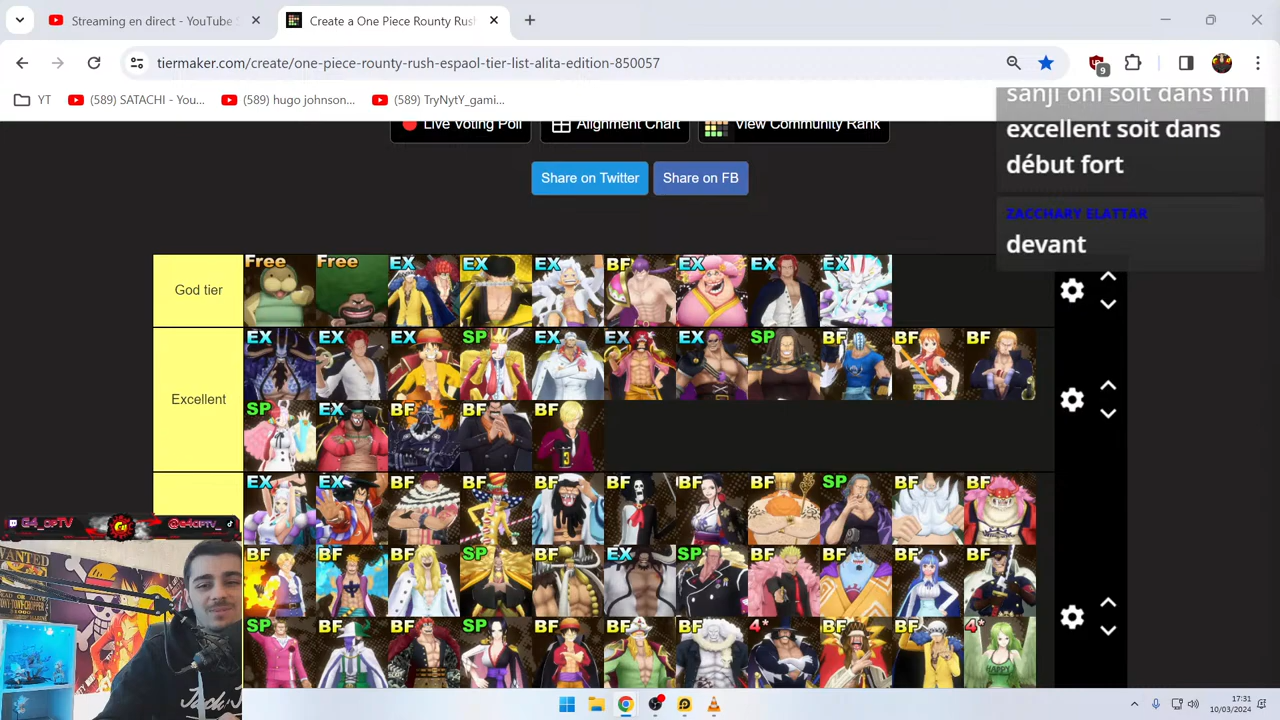 Streaming en direct - YouTube S
Create a One Piece Rounty Rush
tiermaker.com/create/one-piece-rounty-rush-espaol-tier-list-alita-edition-850057
9
YT
(589) SATACHI - You...
(589) hugo johnson...
(589) TryNytY_gami...
Live Voting Poll
Alignment Chart
View Community Rank
sanji oni soit dans fin
excellent soit dans
début fort
Share on Twitter
Share on FB
ZACCHARY ELATTAR
devant
God tier
Free Free EX EX EX BF EX EX EX
Excellent
EX EX EX SP EX EX EX SP BF BF BF
SP EX BF BF BF
EX EX BF BF BF BF BF BF SP BF BF
BF BF BF SP BF EX SP BF BF BF BF
SP BF BF SP BF BF BF 4* BF BF 4*
G4_OPTV
G4
@G4OPTV_
WANTED
HAPPY
17:31
10/03/2024